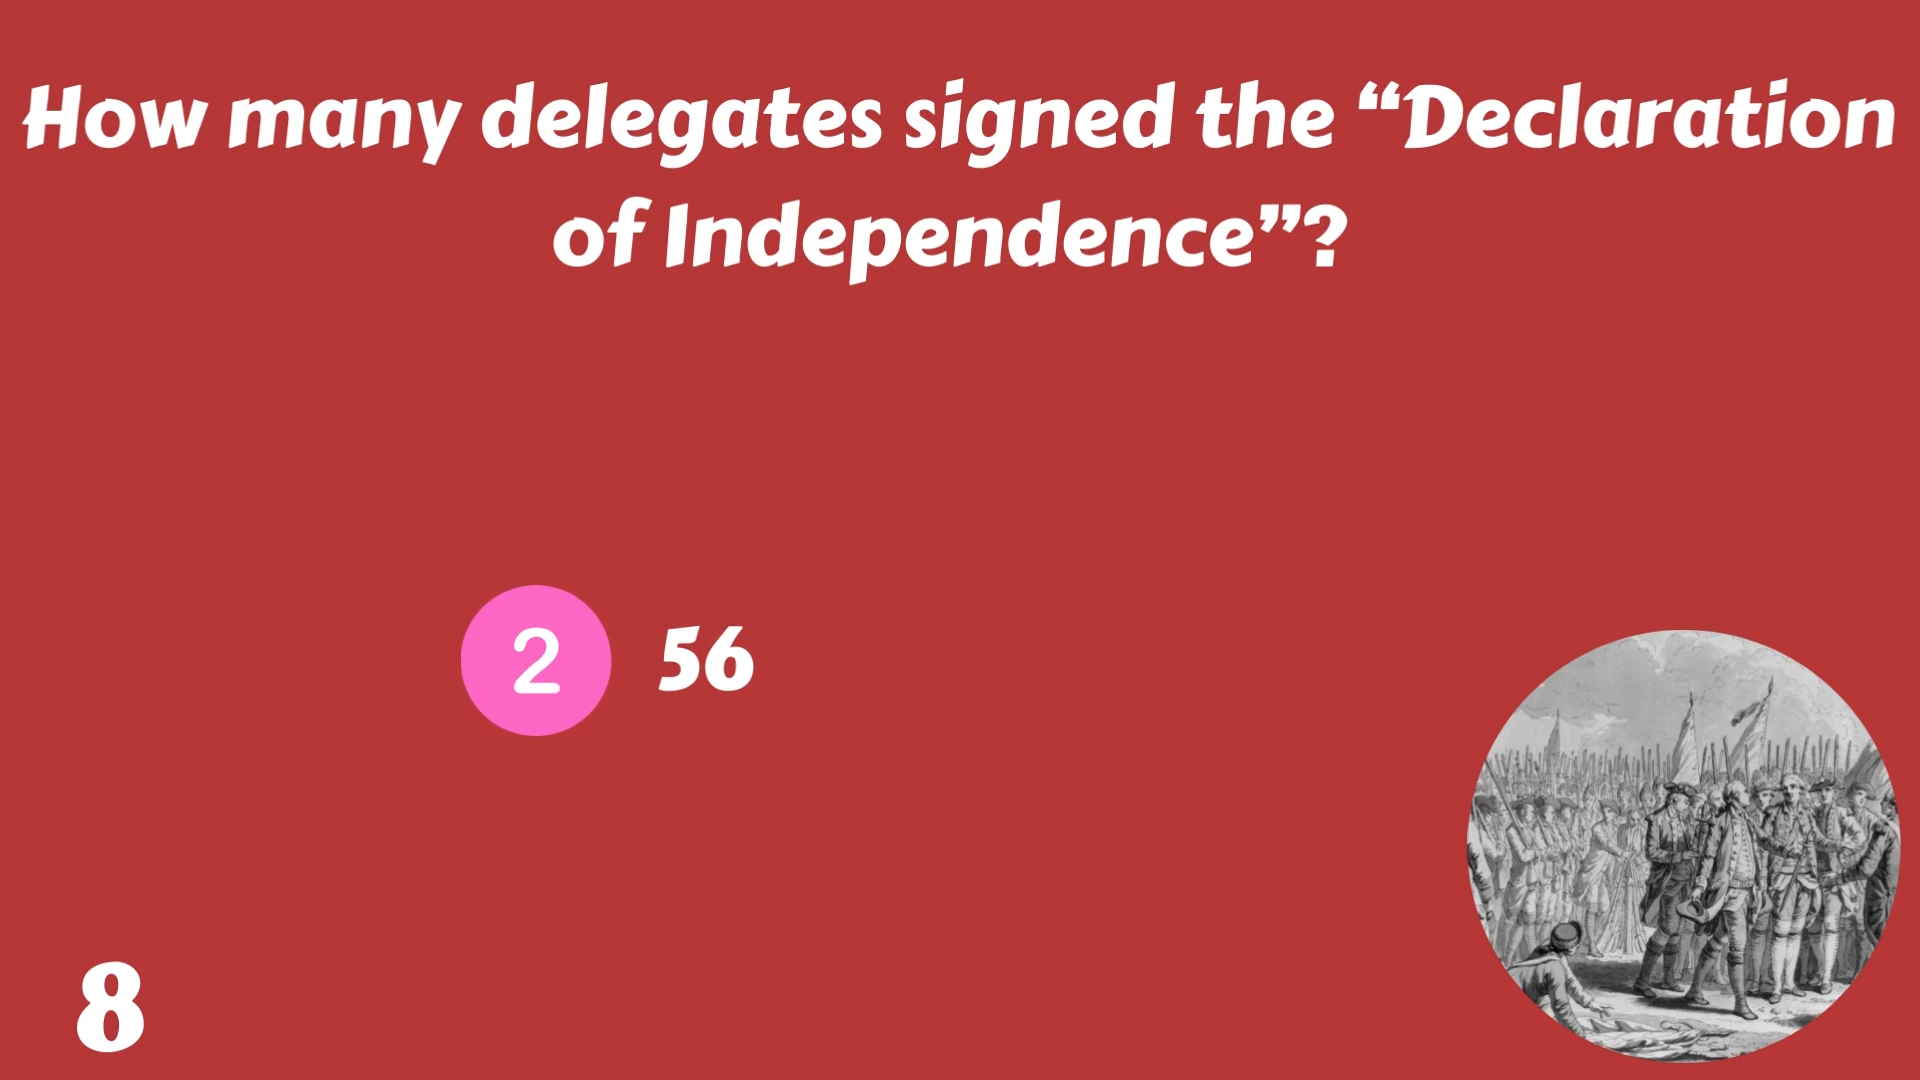 How many delegates signed the “Declaration
of Independence”?
2 56
8